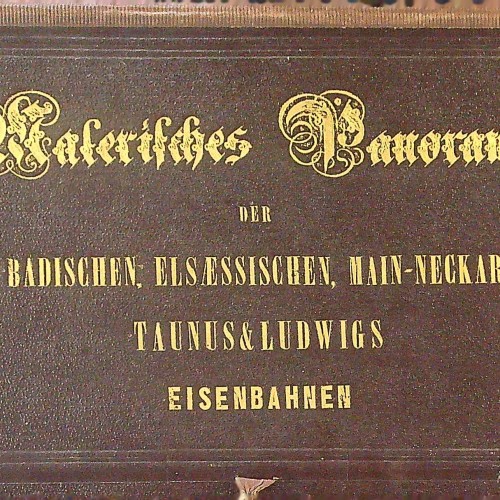 Malerisches Panoram
DER
BADISCHEN, ELSÆSSISCHEN, MAIN-NECKAR
TAUNUS & LUDWIGS
EISENBAHNEN